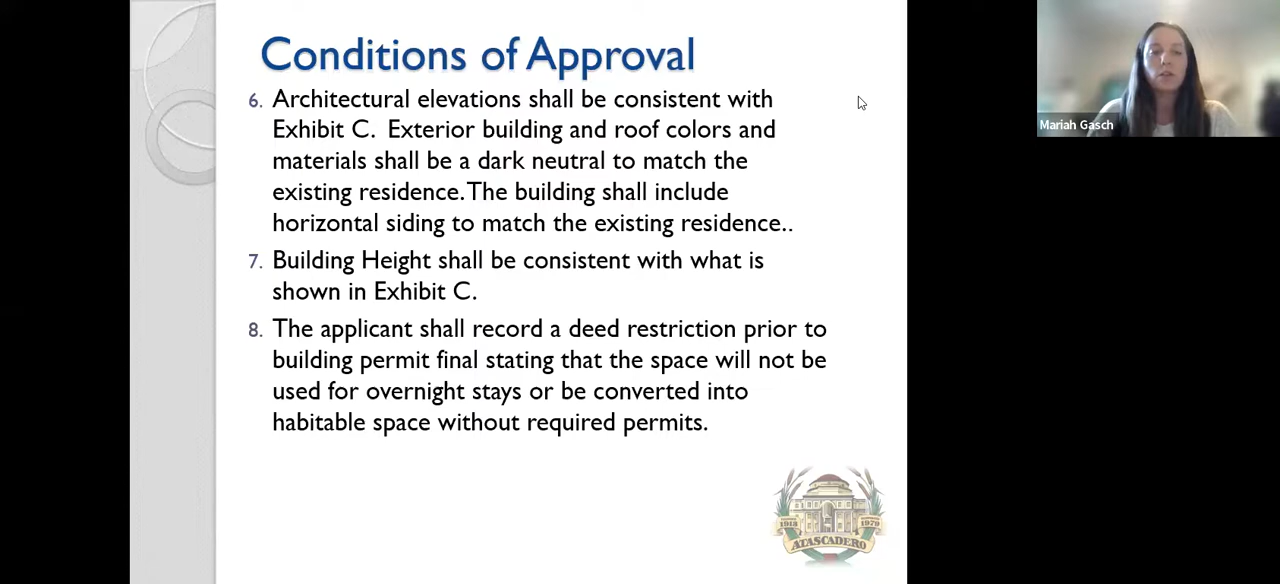 Conditions of Approval
6. Architectural elevations shall be consistent with
Exhibit C. Exterior building and roof colors and
materials shall be a dark neutral to match the
existing residence. The building shall include
horizontal siding to match the existing residence..
7. Building Height shall be consistent with what is
shown in Exhibit C.
8. The applicant shall record a deed restriction prior to
building permit final stating that the space will not be
used for overnight stays or be converted into
habitable space without required permits.
Mariah Gasch
1913
1979
ATASCADERO